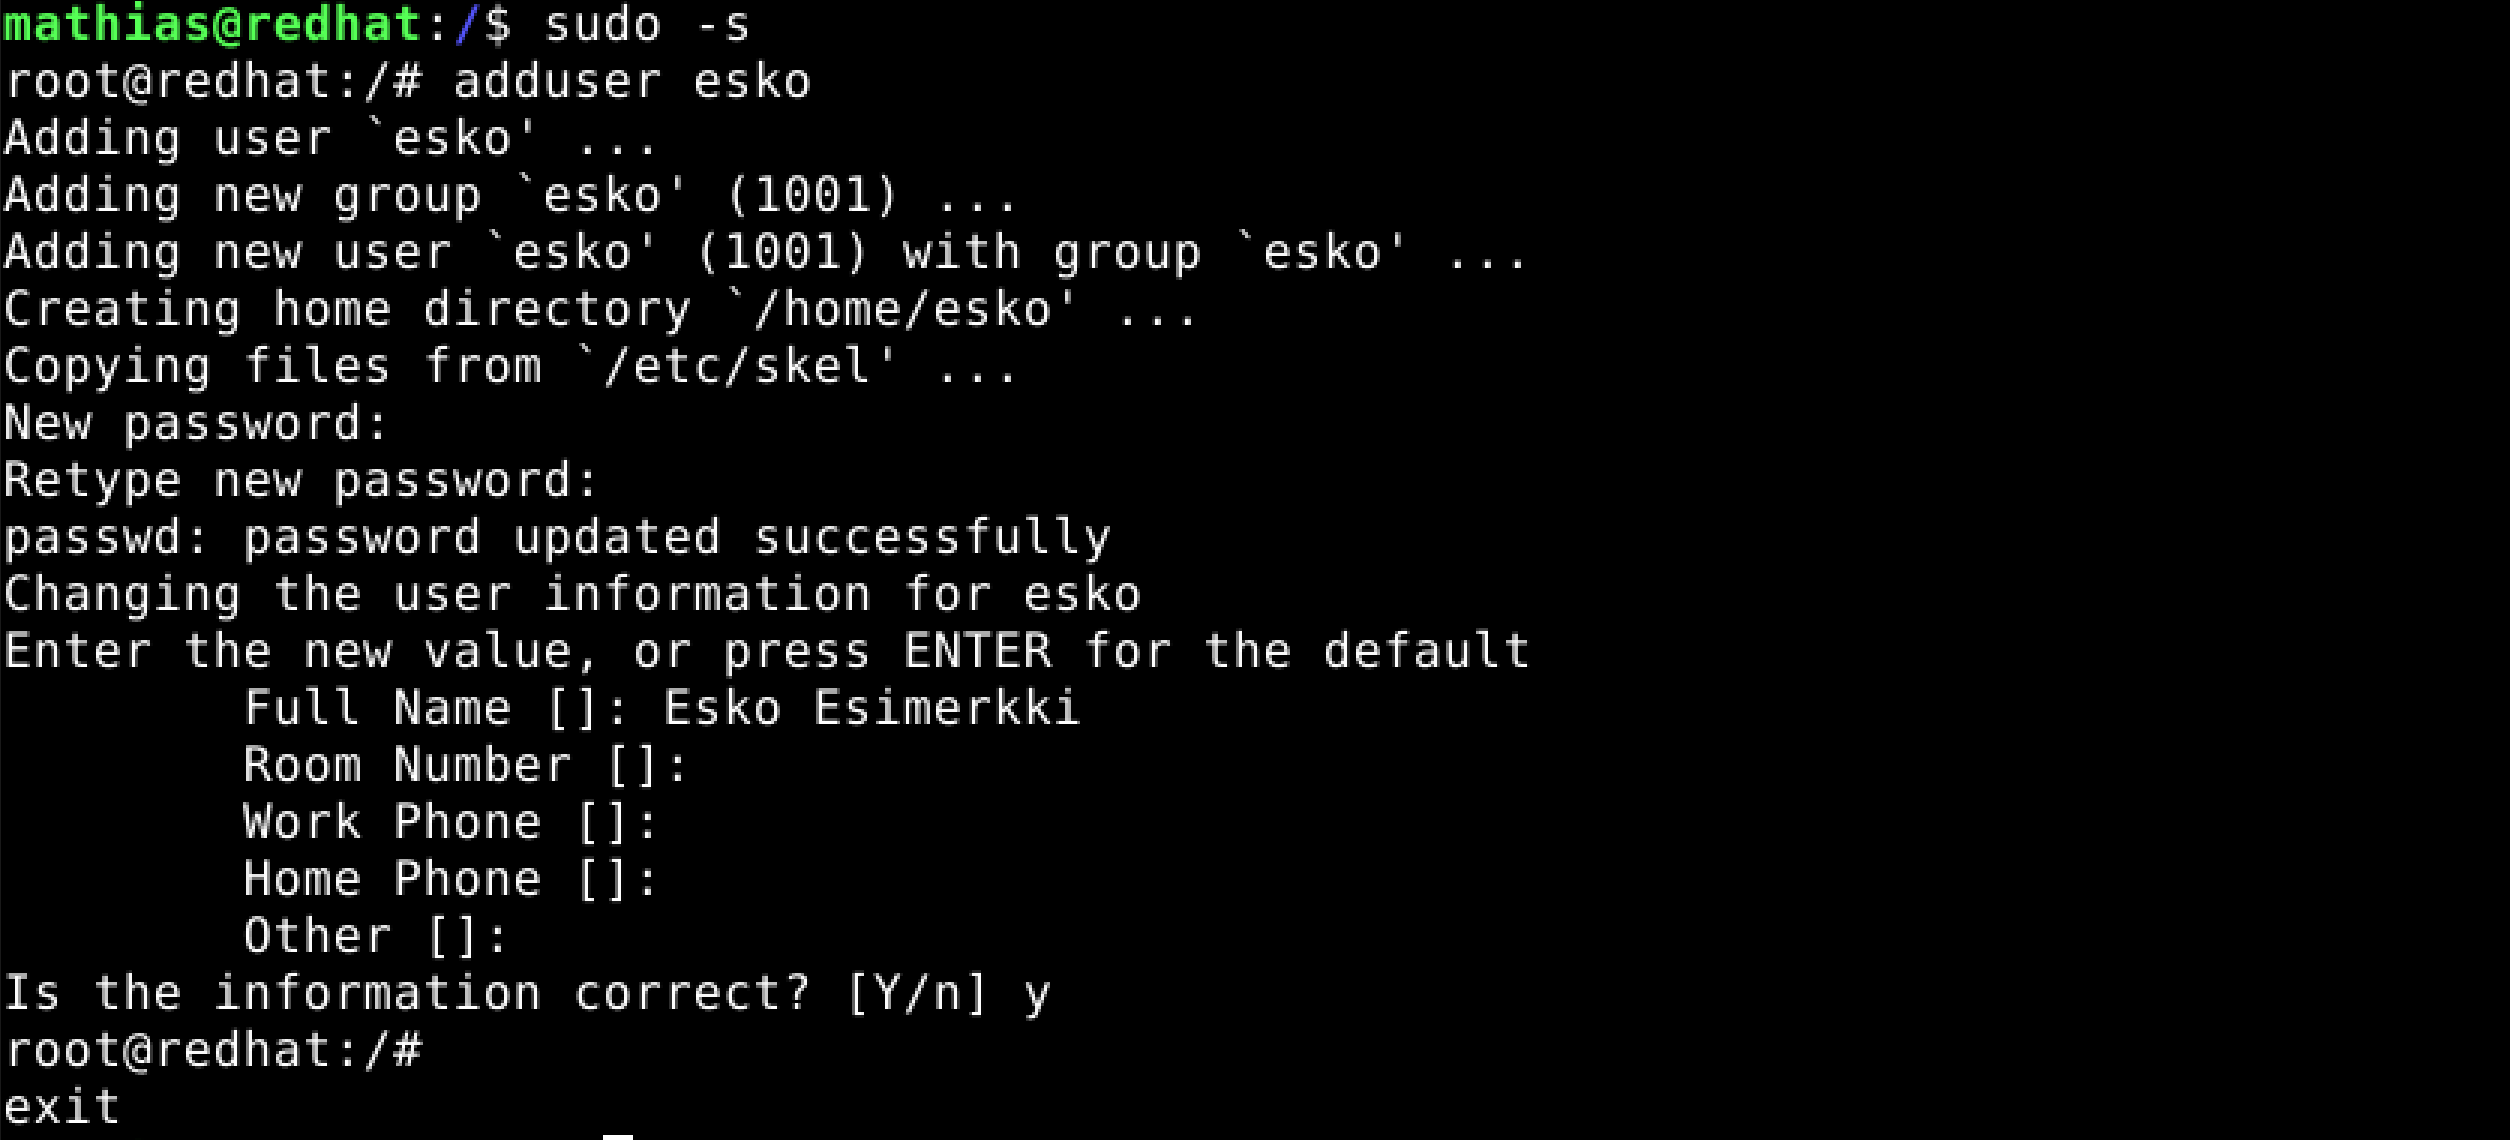 mathias@redhat:/$ sudo -s
root@redhat:/# adduser esko
Adding user `esko' ...
Adding new group `esko' (1001) ...
Adding new user `esko' (1001) with group `esko' ...
Creating home directory `/home/esko' ...
Copying files from `/etc/skel' ...
New password:
Retype new password:
passwd: password updated successfully
Changing the user information for esko
Enter the new value, or press ENTER for the default
        Full Name []: Esko Esimerkki
        Room Number []:
        Work Phone []:
        Home Phone []:
        Other []:
Is the information correct? [Y/n] y
root@redhat:/#
exit